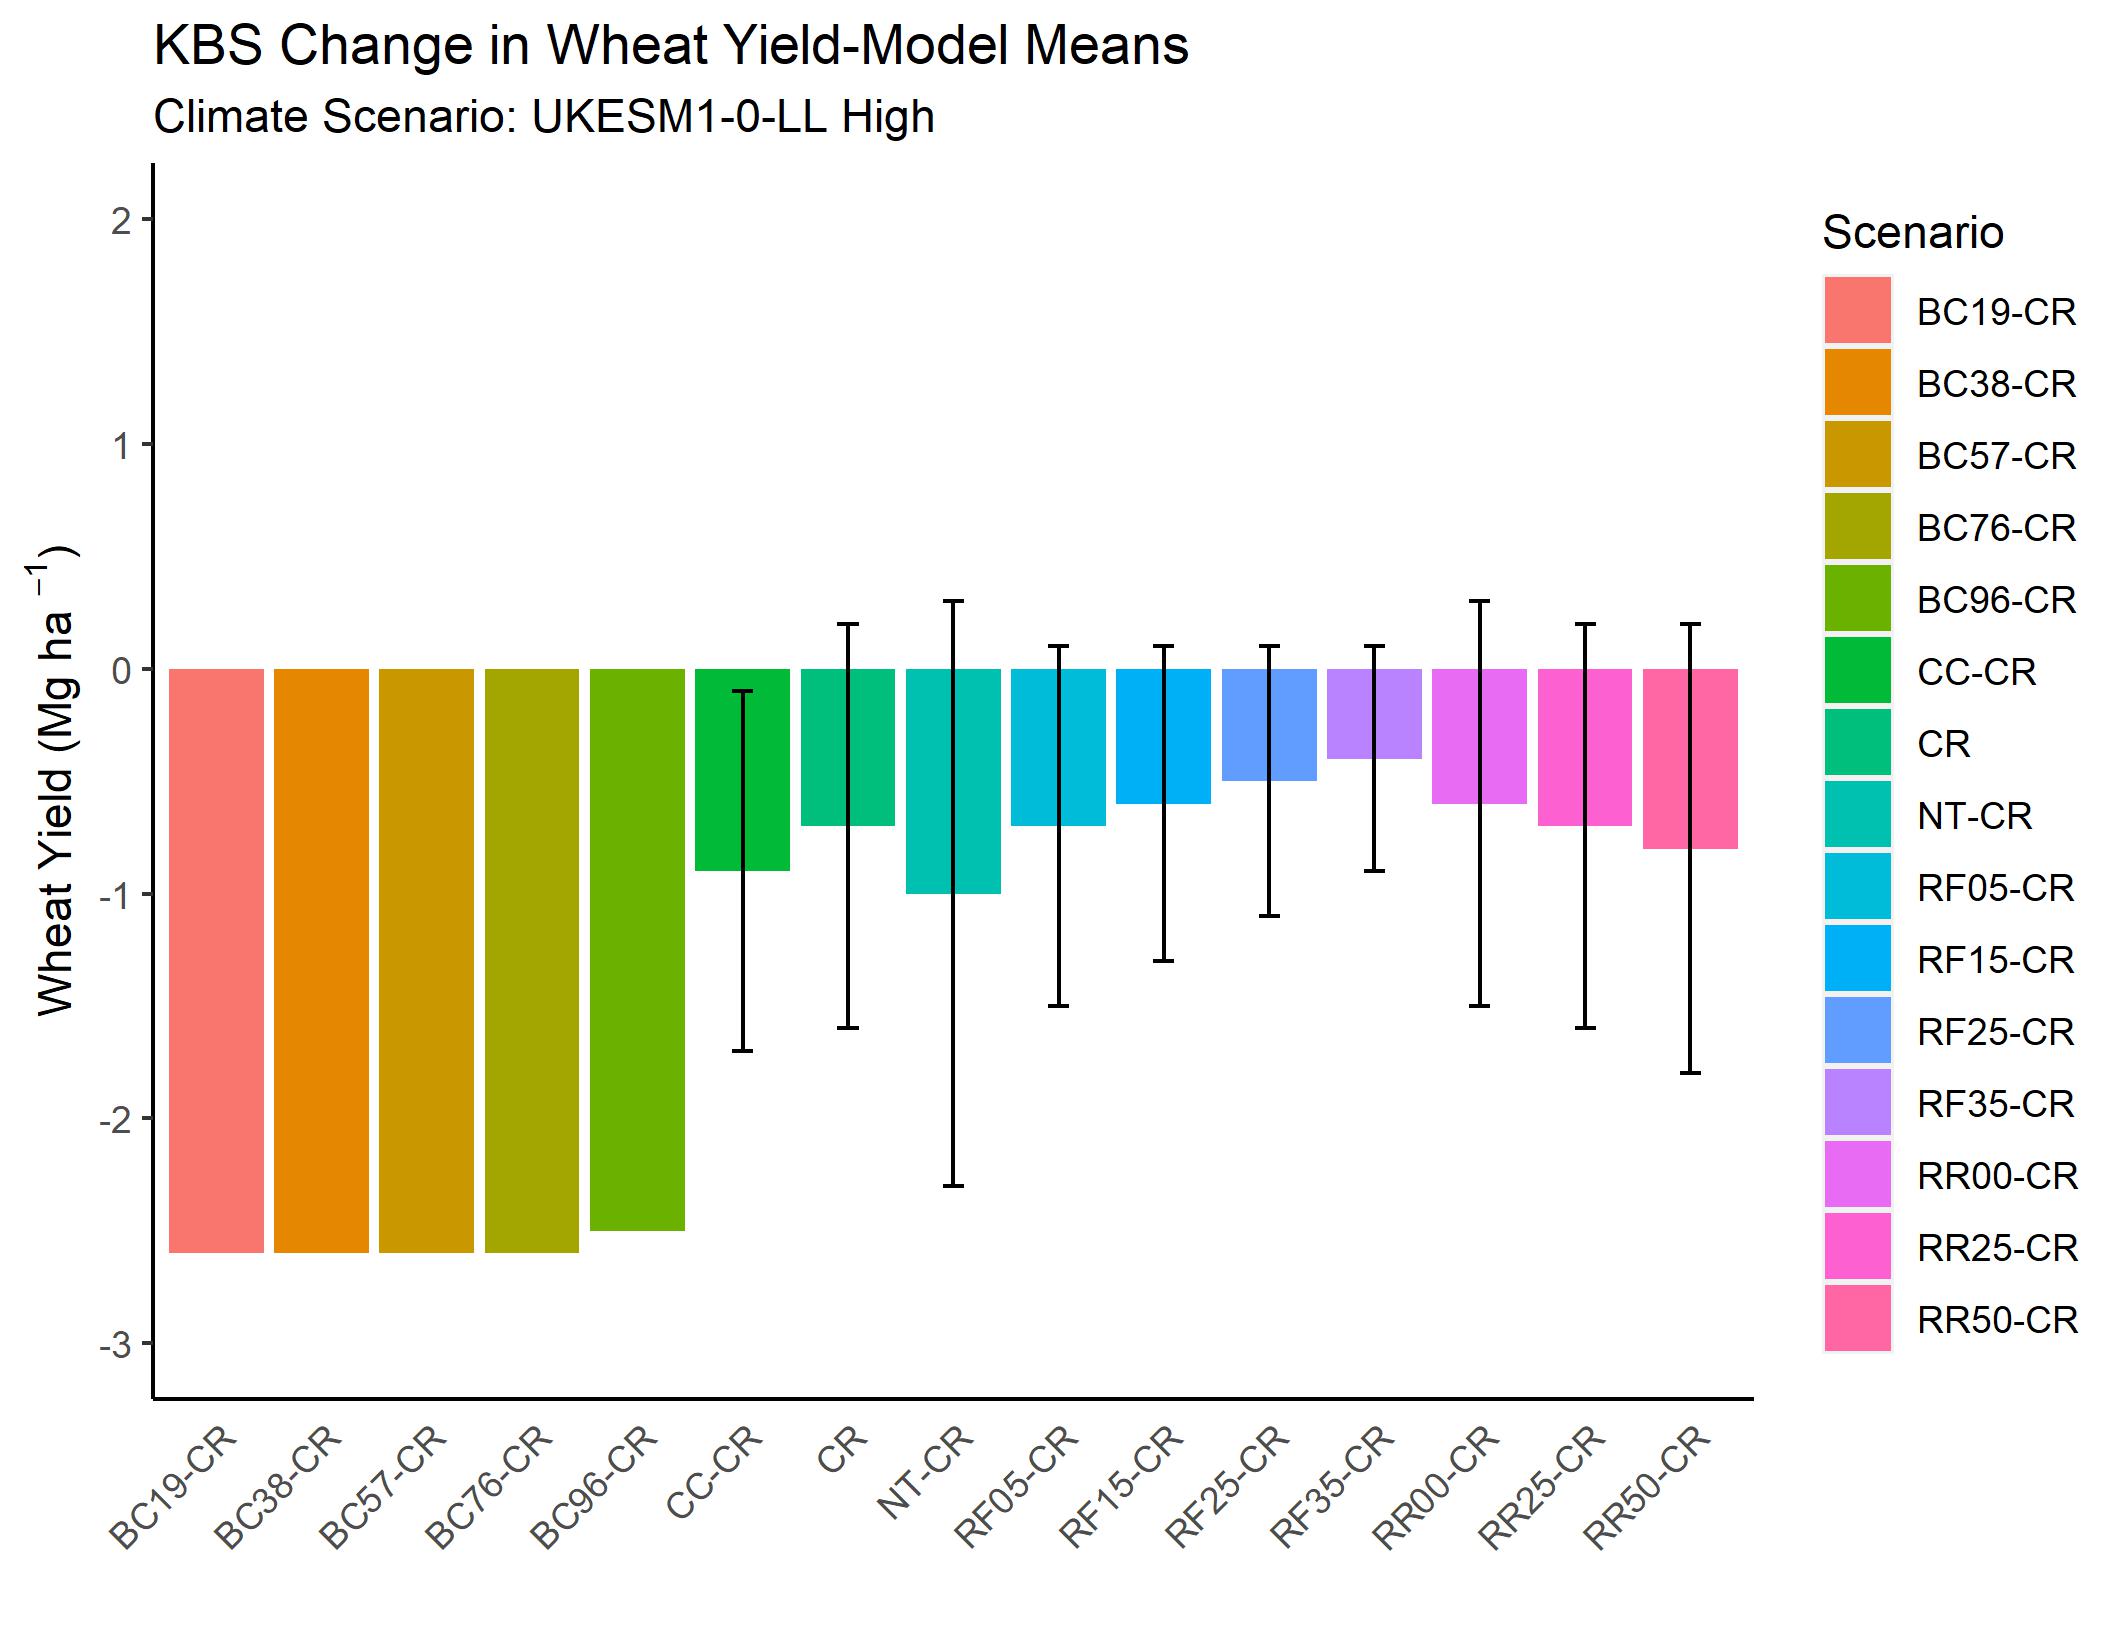 KBS Change in Wheat Yield-Model Means
Climate Scenario: UKESM1-0-LL High
Wheat Yield (Mg ha ⁻¹)
2
1
0
-1
-2
-3
BC19-CR
BC38-CR
BC57-CR
BC76-CR
BC96-CR
CC-CR
CR
NT-CR
RF05-CR
RF15-CR
RF25-CR
RF35-CR
RR00-CR
RR25-CR
RR50-CR
Scenario
BC19-CR
BC38-CR
BC57-CR
BC76-CR
BC96-CR
CC-CR
CR
NT-CR
RF05-CR
RF15-CR
RF25-CR
RF35-CR
RR00-CR
RR25-CR
RR50-CR